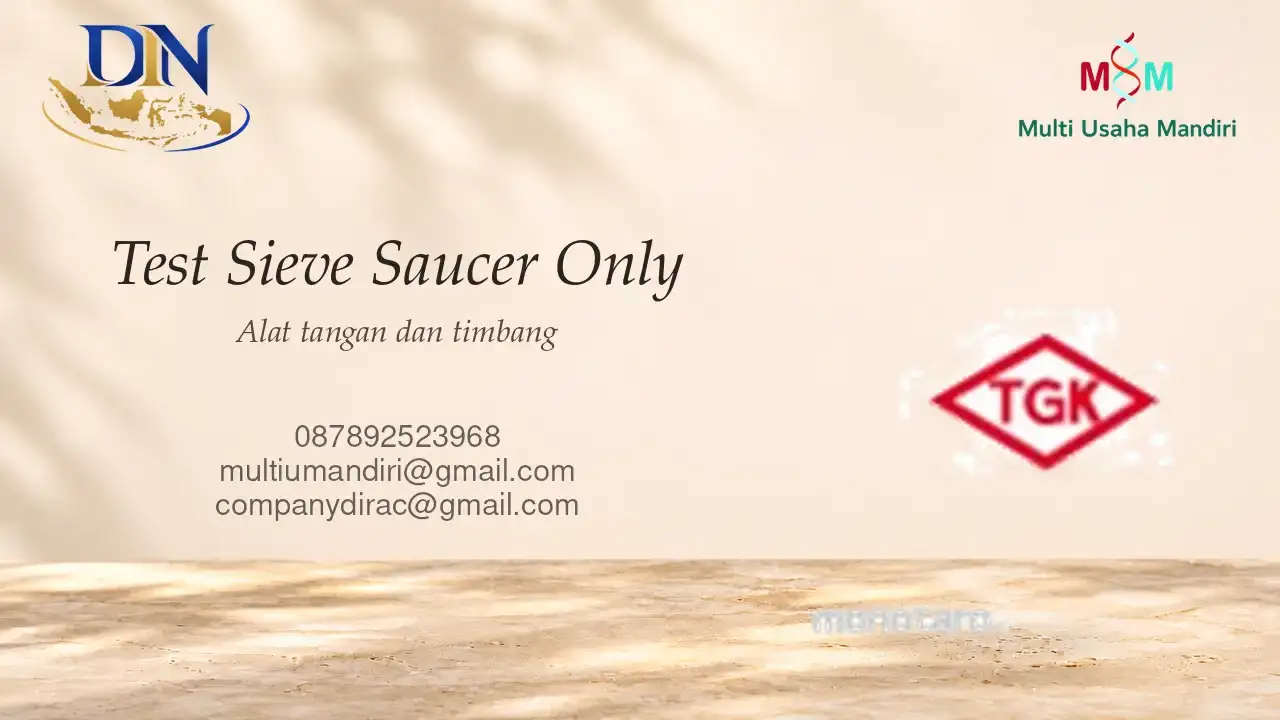 DN
M M
Multi Usaha Mandiri
Test Sieve Saucer Only
Alat tangan dan timbang
TGK
087892523968
multiumandiri@gmail.com
companydirac@gmail.com
monotaro